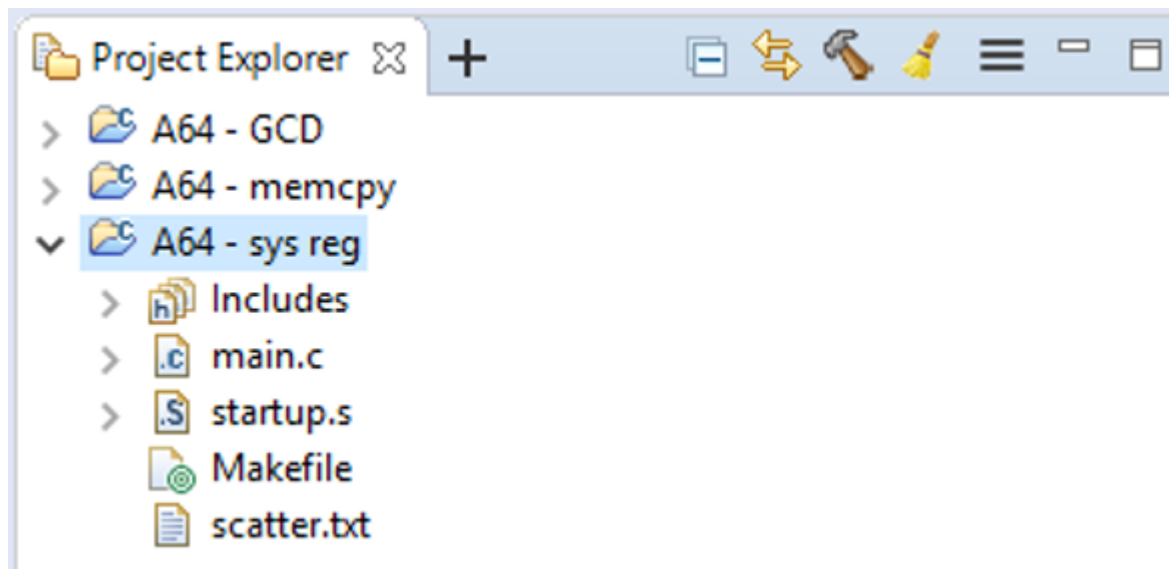 Project Explorer
A64 - GCD
A64 - memcpy
A64 - sys reg
Includes
main.c
startup.s
Makefile
scatter.txt